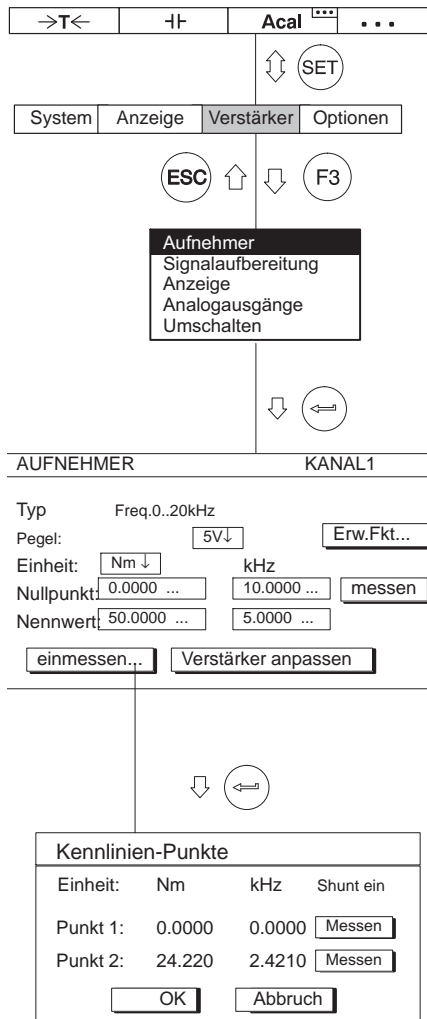 →T← ⊣⊢ Acal ...
SET
System Anzeige Verstärker Optionen
ESC F3
Aufnehmer
Signalaufbereitung
Anzeige
Analogausgänge
Umschalten
AUFNEHMER KANAL1
Typ Freq.0..20kHz
Pegel: 5V↓ Erw.Fkt...
Einheit: Nm ↓ kHz
Nullpunkt: 0.0000 ... 10.0000 ... messen
Nennwert: 50.0000 ... 5.0000 ...
einmessen... Verstärker anpassen
Kennlinien-Punkte
Einheit: Nm kHz Shunt ein
Punkt 1: 0.0000 0.0000 Messen
Punkt 2: 24.220 2.4210 Messen
OK Abbruch